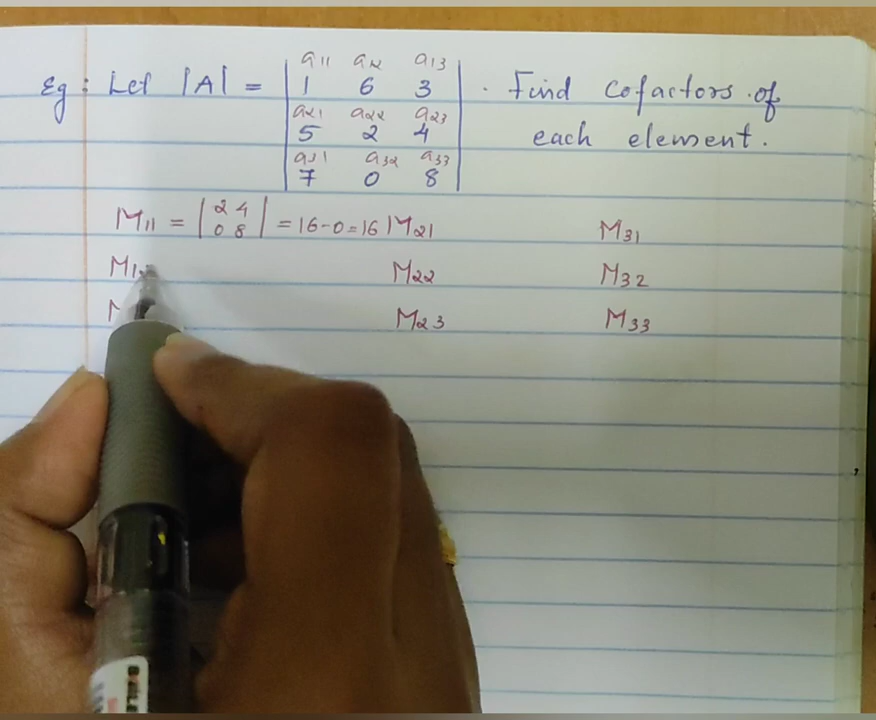 a11 a12 a13
Eg : Let |A| = | 1 6 3 | . Find cofactors of
a21 a22 a23
5 2 4 each element.
a31 a32 a33
7 0 8
M11 = | 2 4 | = 16-0=16 | M21 M31
0 8
M12 M22 M32
M M23 M33